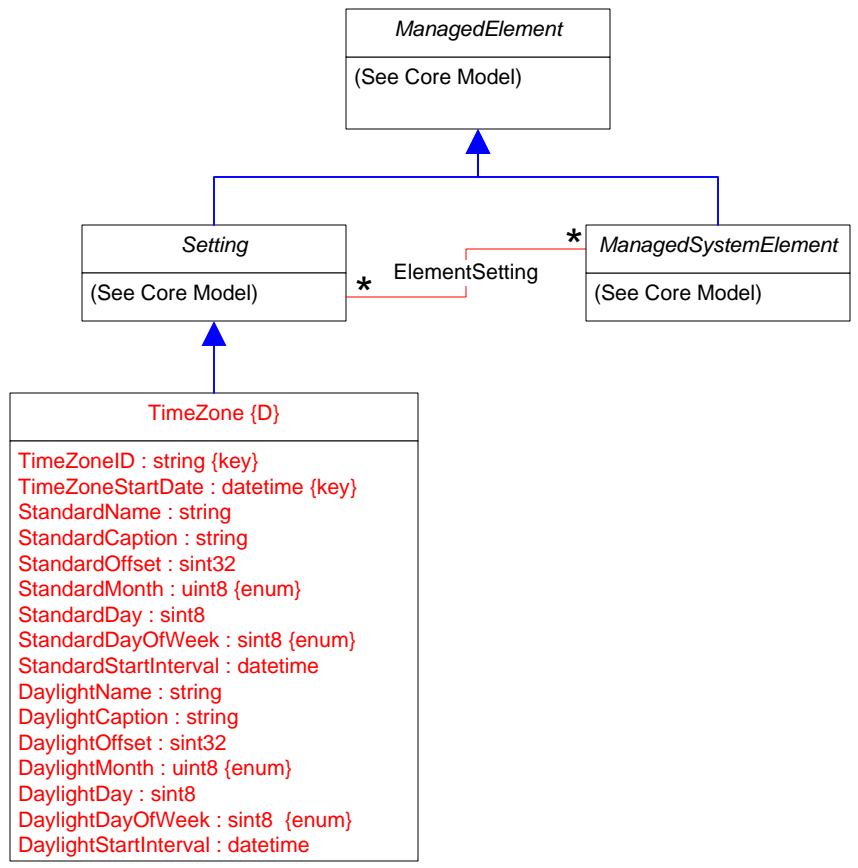 ManagedElement
(See Core Model)
Setting
(See Core Model)
*
ElementSetting
*
ManagedSystemElement
(See Core Model)
TimeZone {D}
TimeZoneID : string {key}
TimeZoneStartDate : datetime {key}
StandardName : string
StandardCaption : string
StandardOffset : sint32
StandardMonth : uint8 {enum}
StandardDay : sint8
StandardDayOfWeek : sint8 {enum}
StandardStartInterval : datetime
DaylightName : string
DaylightCaption : string
DaylightOffset : sint32
DaylightMonth : uint8 {enum}
DaylightDay : sint8
DaylightDayOfWeek : sint8  {enum}
DaylightStartInterval : datetime